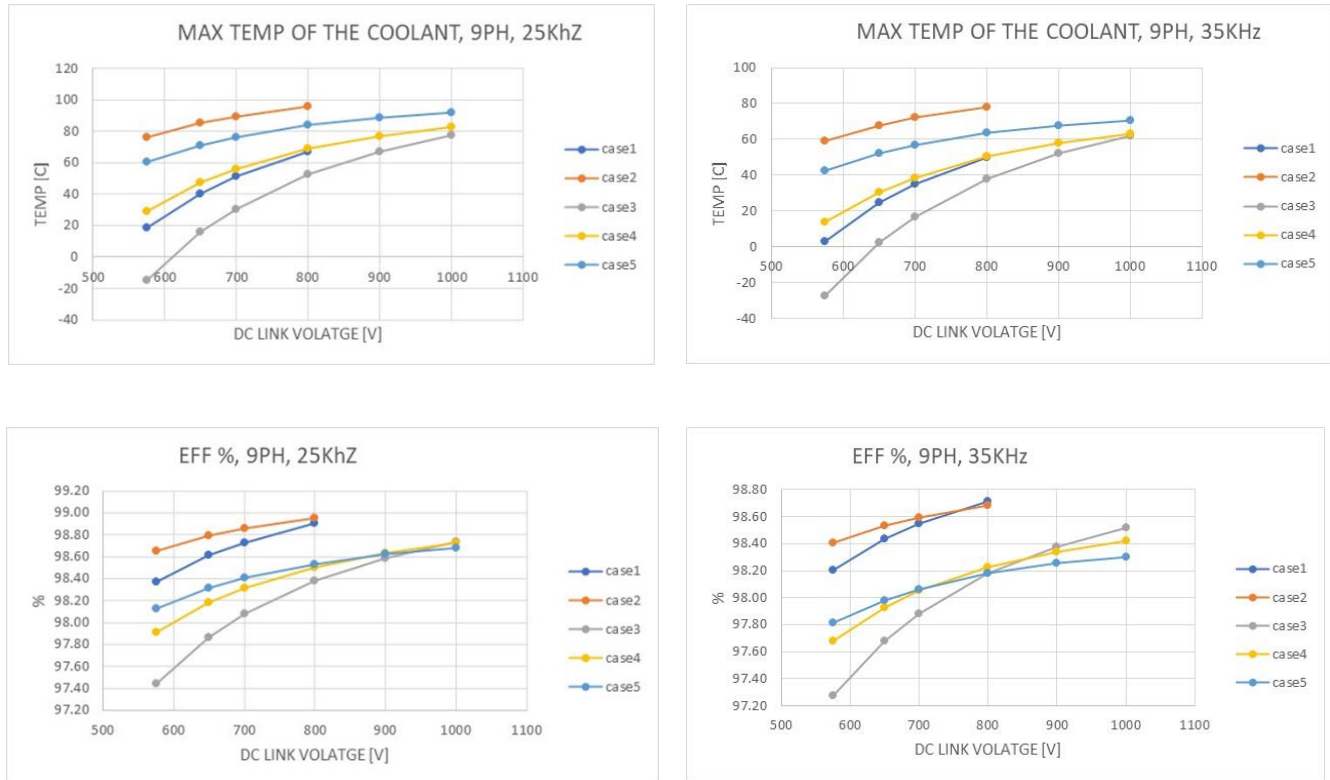 MAX TEMP OF THE COOLANT, 9PH, 25KhZ
120
100
80
60
40
20
0
-20
-40
TEMP [C]
500 600 700 800 900 1000 1100
DC LINK VOLATGE [V]
case1
case2
case3
case4
case5
MAX TEMP OF THE COOLANT, 9PH, 35KHz
100
80
60
40
20
0
-20
-40
TEMP [C]
500 600 700 800 900 1000 1100
DC LINK VOLATGE [V]
case1
case2
case3
case4
case5
EFF %, 9PH, 25KhZ
99.20
99.00
98.80
98.60
98.40
98.20
98.00
97.80
97.60
97.40
97.20
%
500 600 700 800 900 1000 1100
DC LINK VOLATGE [V]
case1
case2
case3
case4
case5
EFF %, 9PH, 35KHz
98.80
98.60
98.40
98.20
98.00
97.80
97.60
97.40
97.20
%
500 600 700 800 900 1000 1100
DC LINK VOLATGE [V]
case1
case2
case3
case4
case5